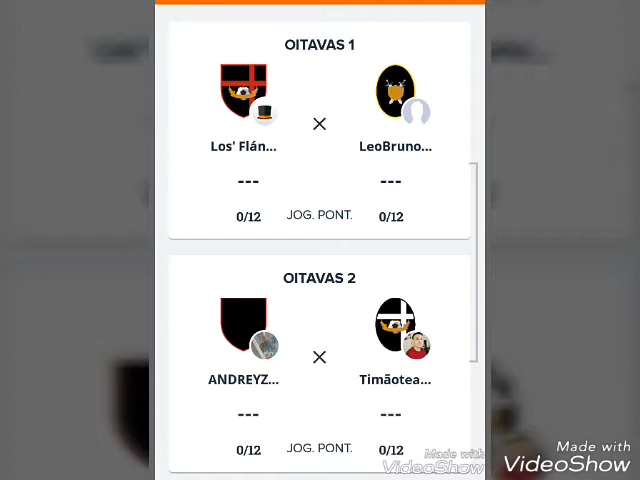 OITAVAS 1
×
Los' Flán... LeoBruno...
--- ---
0/12 JOG. PONT. 0/12
OITAVAS 2
×
ANDREYZ... Timãotea...
--- ---
0/12 JOG. PONT. 0/12
Made with
VideoShow
Made with
VideoShow